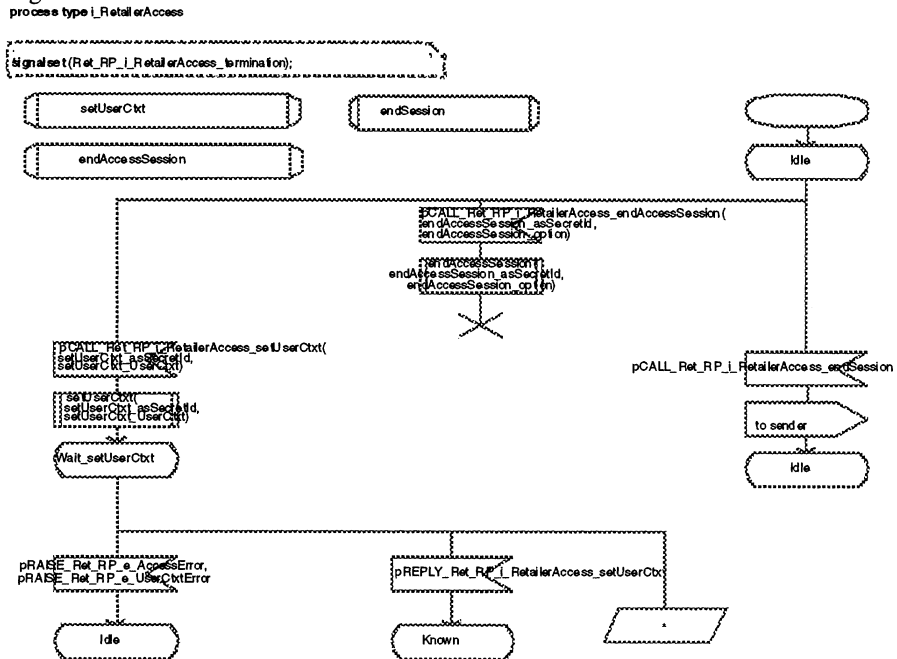 process type i_RetailerAccess
signalset (Ret_RP_i_RetailerAccess_termination);
setUserCtxt
endSession
endAccessSession
Idle
pCALL_Ret_RP_i_RetailerAccess_endAccessSession(
endAccessSession_asSecretId,
endAccessSession_option)
endAccessSession(
endAccessSession_asSecretId,
endAccessSession_option)
pCALL_Ret_RP_i_RetailerAccess_setUserCtxt(
setUserCtxt_asSecretId,
setUserCtxt_UserCtxt)
pCALL_Ret_RP_i_RetailerAccess_endSession
setUserCtxt(
setUserCtxt_asSecretId,
setUserCtxt_UserCtxt)
to sender
Wait_setUserCtxt
Idle
pRAISE_Ret_RP_e_AccessError,
pRAISE_Ret_RP_e_UserCtxtError
pREPLY_Ret_RP_i_RetailerAccess_setUserCtxt
Idle
Known
*